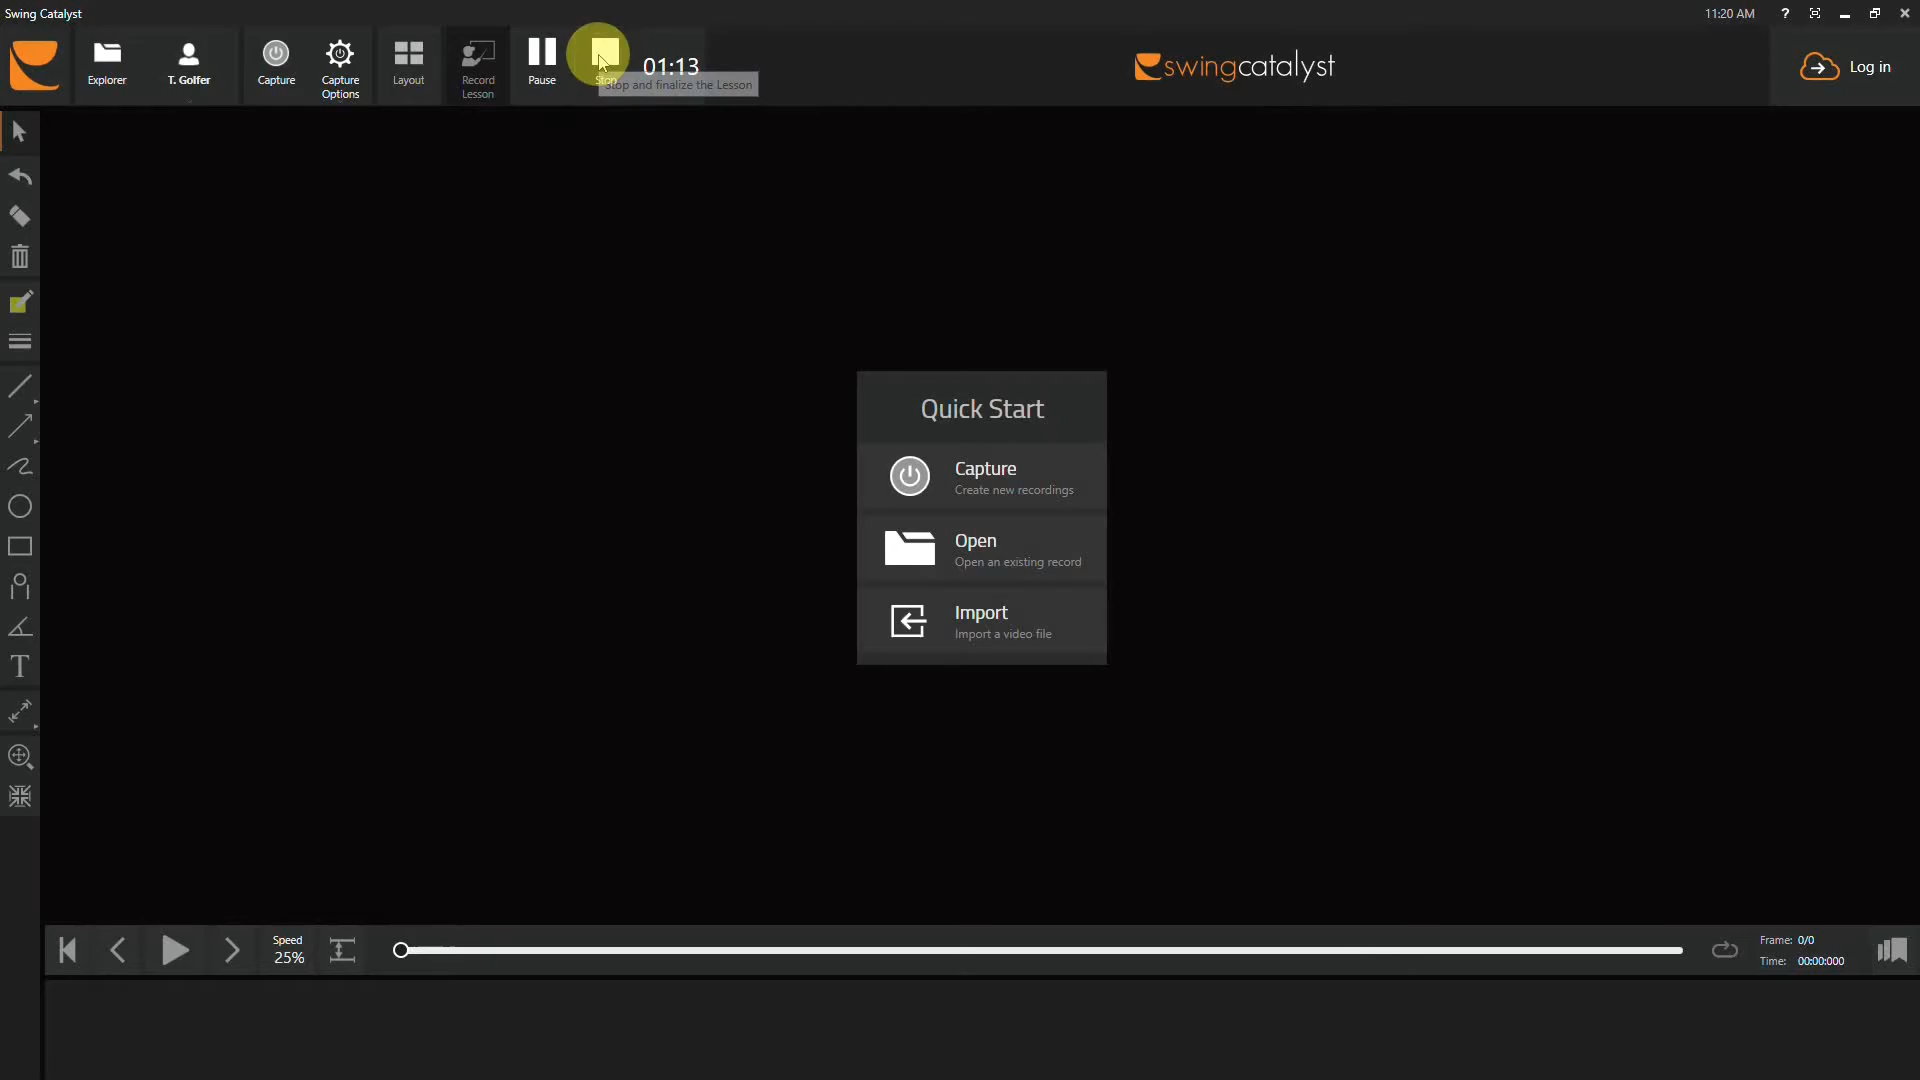 Swing Catalyst
11:20 AM
?
Explorer
T. Golfer
Capture
Capture
Options
Layout
Record
Lesson
Pause
Stop
01:13
Stop and finalize the Lesson
swingcatalyst
Log in
Quick Start
Capture
Create new recordings
Open
Open an existing record
Import
Import a video file
T
Speed
25%
Frame: 0/0
Time: 00:00:000